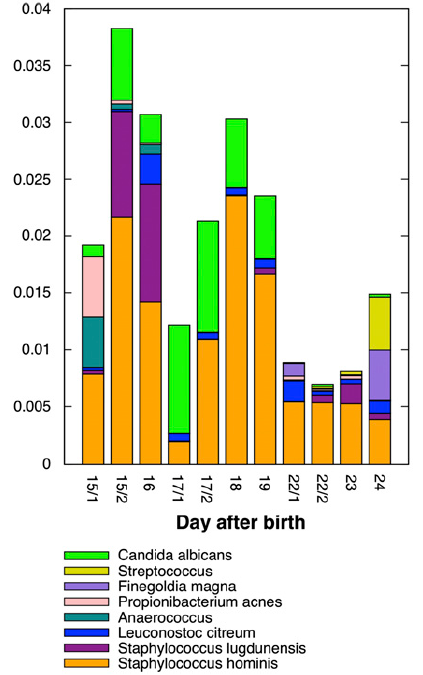 0.04
0.035
0.03
0.025
0.02
0.015
0.01
0.005
0
15/1 15/2 16 17/1 17/2 18 19 22/1 22/2 23 24
Day after birth
Candida albicans
Streptococcus
Finegoldia magna
Propionibacterium acnes
Anaerococcus
Leuconostoc citreum
Staphylococcus lugdunensis
Staphylococcus hominis